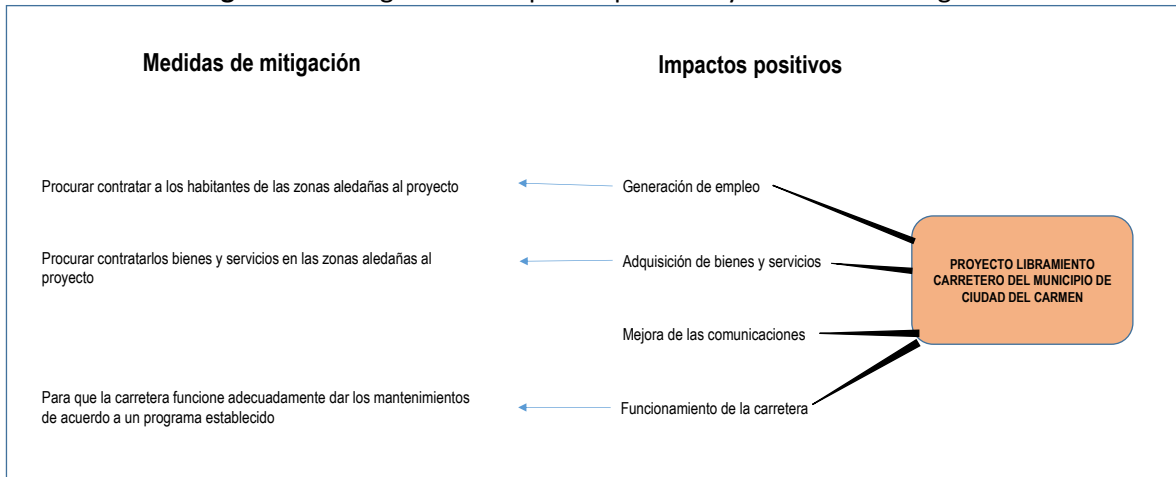 Medidas de mitigación
Impactos positivos
Procurar contratar a los habitantes de las zonas aledañas al proyecto
Generación de empleo
Procurar contratarlos bienes y servicios en las zonas aledañas al
proyecto
Adquisición de bienes y servicios
PROYECTO LIBRAMIENTO
CARRETERO DEL MUNICIPIO DE
CIUDAD DEL CARMEN
Mejora de las comunicaciones
Para que la carretera funcione adecuadamente dar los mantenimientos
de acuerdo a un programa establecido
Funcionamiento de la carretera